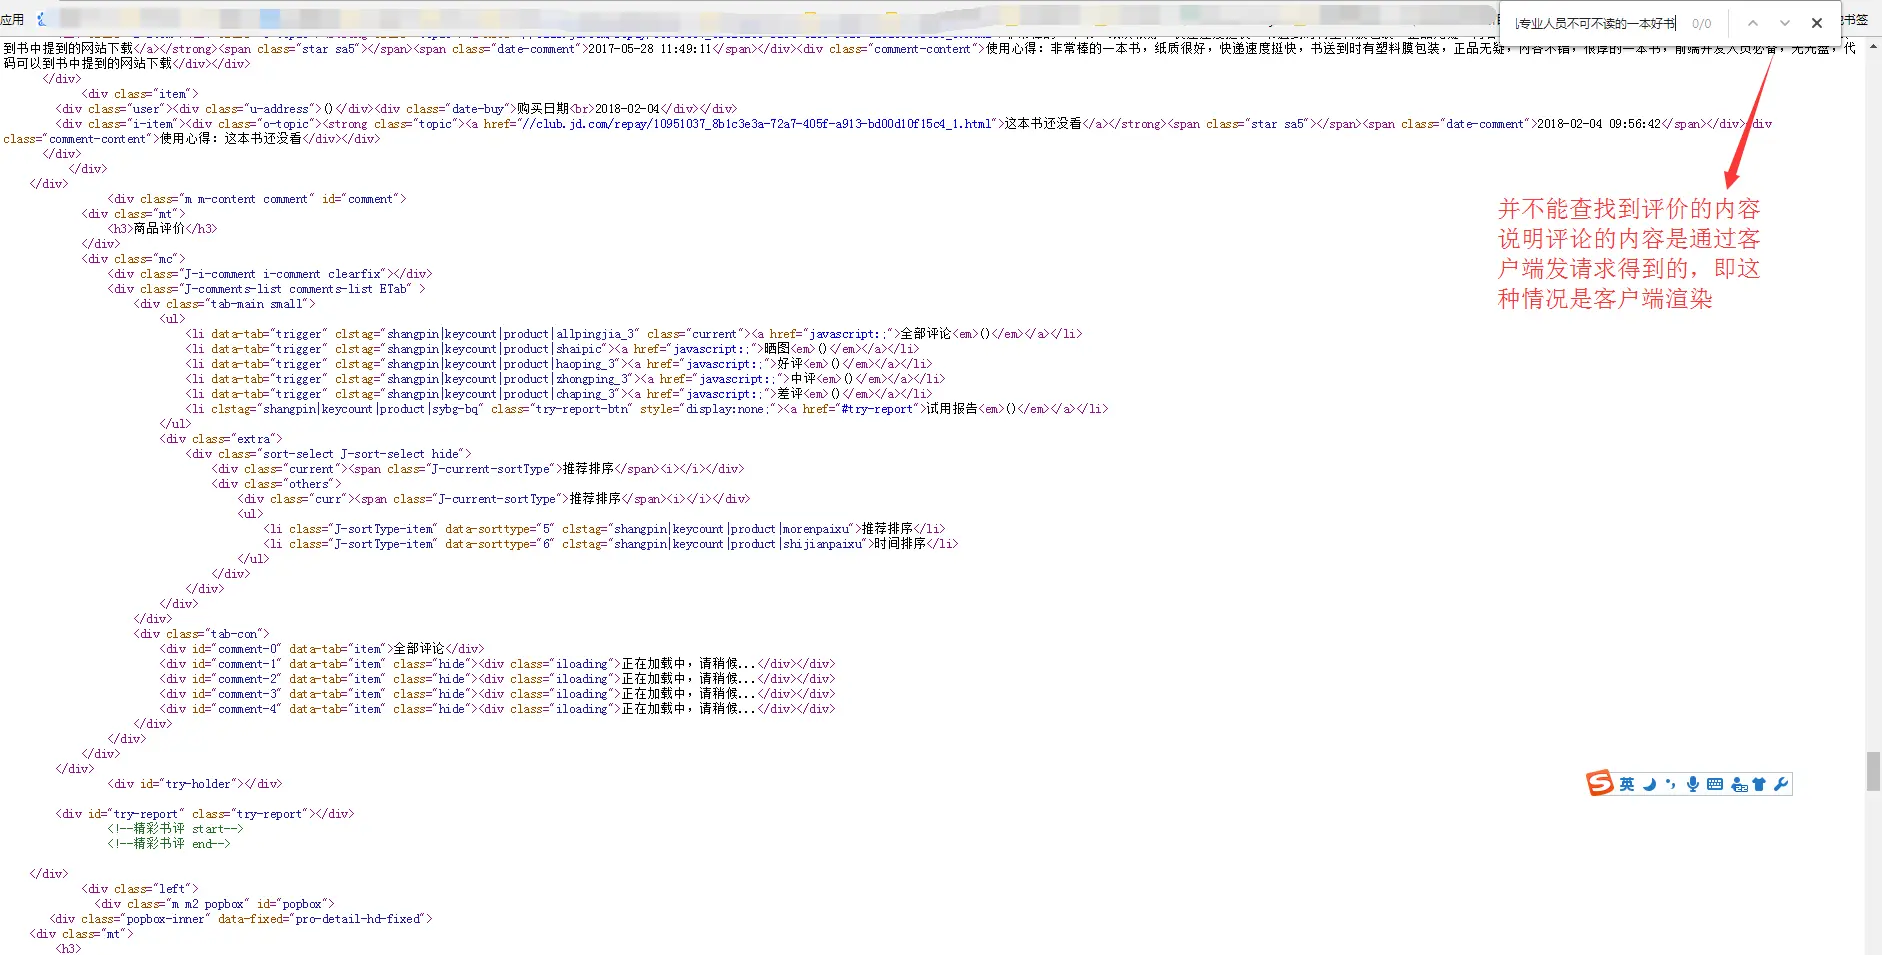 应用
专业人员不可不读的一本好书 0/0
书签
到书中提到的网站下载</a></strong><span class="star sa5"></span><span class="date-comment">2017-05-28 11:49:11</span></div><div class="comment-content">使用心得：非常棒的一本书，纸质很好，快递速度挺快，书送到时有塑料膜包装，正品无疑，内容不错，很厚的一本书，前端开发人员必备，无光盘，代
码可以到书中提到的网站下载</div></div>
</div>
<div class="item">
<div class="user"><div class="u-address">()</div><div class="date-buy">购买日期<br>2018-02-04</div></div>
<div class="i-item"><div class="o-topic"><strong class="topic"><a href="//club.jd.com/repay/10951037_8b1c3e3a-72a7-405f-a913-bd00d10f15c4_1.html">这本书还没看</a></strong><span class="star sa5"></span><span class="date-comment">2018-02-04 09:56:42</span></div><div
class="comment-content">使用心得：这本书还没看</div></div>
</div>
</div>
</div>
<div class="m m-content comment" id="comment">
<div class="mt">
<h3>商品评价</h3>
</div>
<div class="mc">
<div class="J-i-comment i-comment clearfix"></div>
<div class="J-comments-list comments-list ETab" >
<div class="tab-main small">
<ul>
<li data-tab="trigger" clstag="shangpin|keycount|product|allpingjia_3" class="current"><a href="javascript:;">全部评论<em>()</em></a></li>
<li data-tab="trigger" clstag="shangpin|keycount|product|shaipic"><a href="javascript:;">晒图<em>()</em></a></li>
<li data-tab="trigger" clstag="shangpin|keycount|product|haoping_3"><a href="javascript:;">好评<em>()</em></a></li>
<li data-tab="trigger" clstag="shangpin|keycount|product|zhongping_3"><a href="javascript:;">中评<em>()</em></a></li>
<li data-tab="trigger" clstag="shangpin|keycount|product|chaping_3"><a href="javascript:;">差评<em>()</em></a></li>
<li clstag="shangpin|keycount|product|sybg-bq" class="try-report-btn" style="display:none;"><a href="#try-report">试用报告<em>()</em></a></li>
</ul>
<div class="extra">
<div class="sort-select J-sort-select hide">
<div class="current"><span class="J-current-sortType">推荐排序</span><i></i></div>
<div class="others">
<div class="curr"><span class="J-current-sortType">推荐排序</span><i></i></div>
<ul>
<li class="J-sortType-item" data-sorttype="5" clstag="shangpin|keycount|product|morenpaixu">推荐排序</li>
<li class="J-sortType-item" data-sorttype="6" clstag="shangpin|keycount|product|shijianpaixu">时间排序</li>
</ul>
</div>
</div>
</div>
</div>
<div class="tab-con">
<div id="comment-0" data-tab="item">全部评论</div>
<div id="comment-1" data-tab="item" class="hide"><div class="iloading">正在加载中，请稍候...</div></div>
<div id="comment-2" data-tab="item" class="hide"><div class="iloading">正在加载中，请稍候...</div></div>
<div id="comment-3" data-tab="item" class="hide"><div class="iloading">正在加载中，请稍候...</div></div>
<div id="comment-4" data-tab="item" class="hide"><div class="iloading">正在加载中，请稍候...</div></div>
</div>
</div>
</div>
</div>
<div id="try-holder"></div>
<div id="try-report" class="try-report"></div>
<!--精彩书评 start-->
<!--精彩书评 end-->
</div>
<div class="left">
<div class="m m2 popbox" id="popbox">
<div class="popbox-inner" data-fixed="pro-detail-hd-fixed">
<div class="mt">
<h3>
并不能查找到评价的内容
说明评论的内容是通过客
户端发请求得到的，即这
种情况是客户端渲染
英